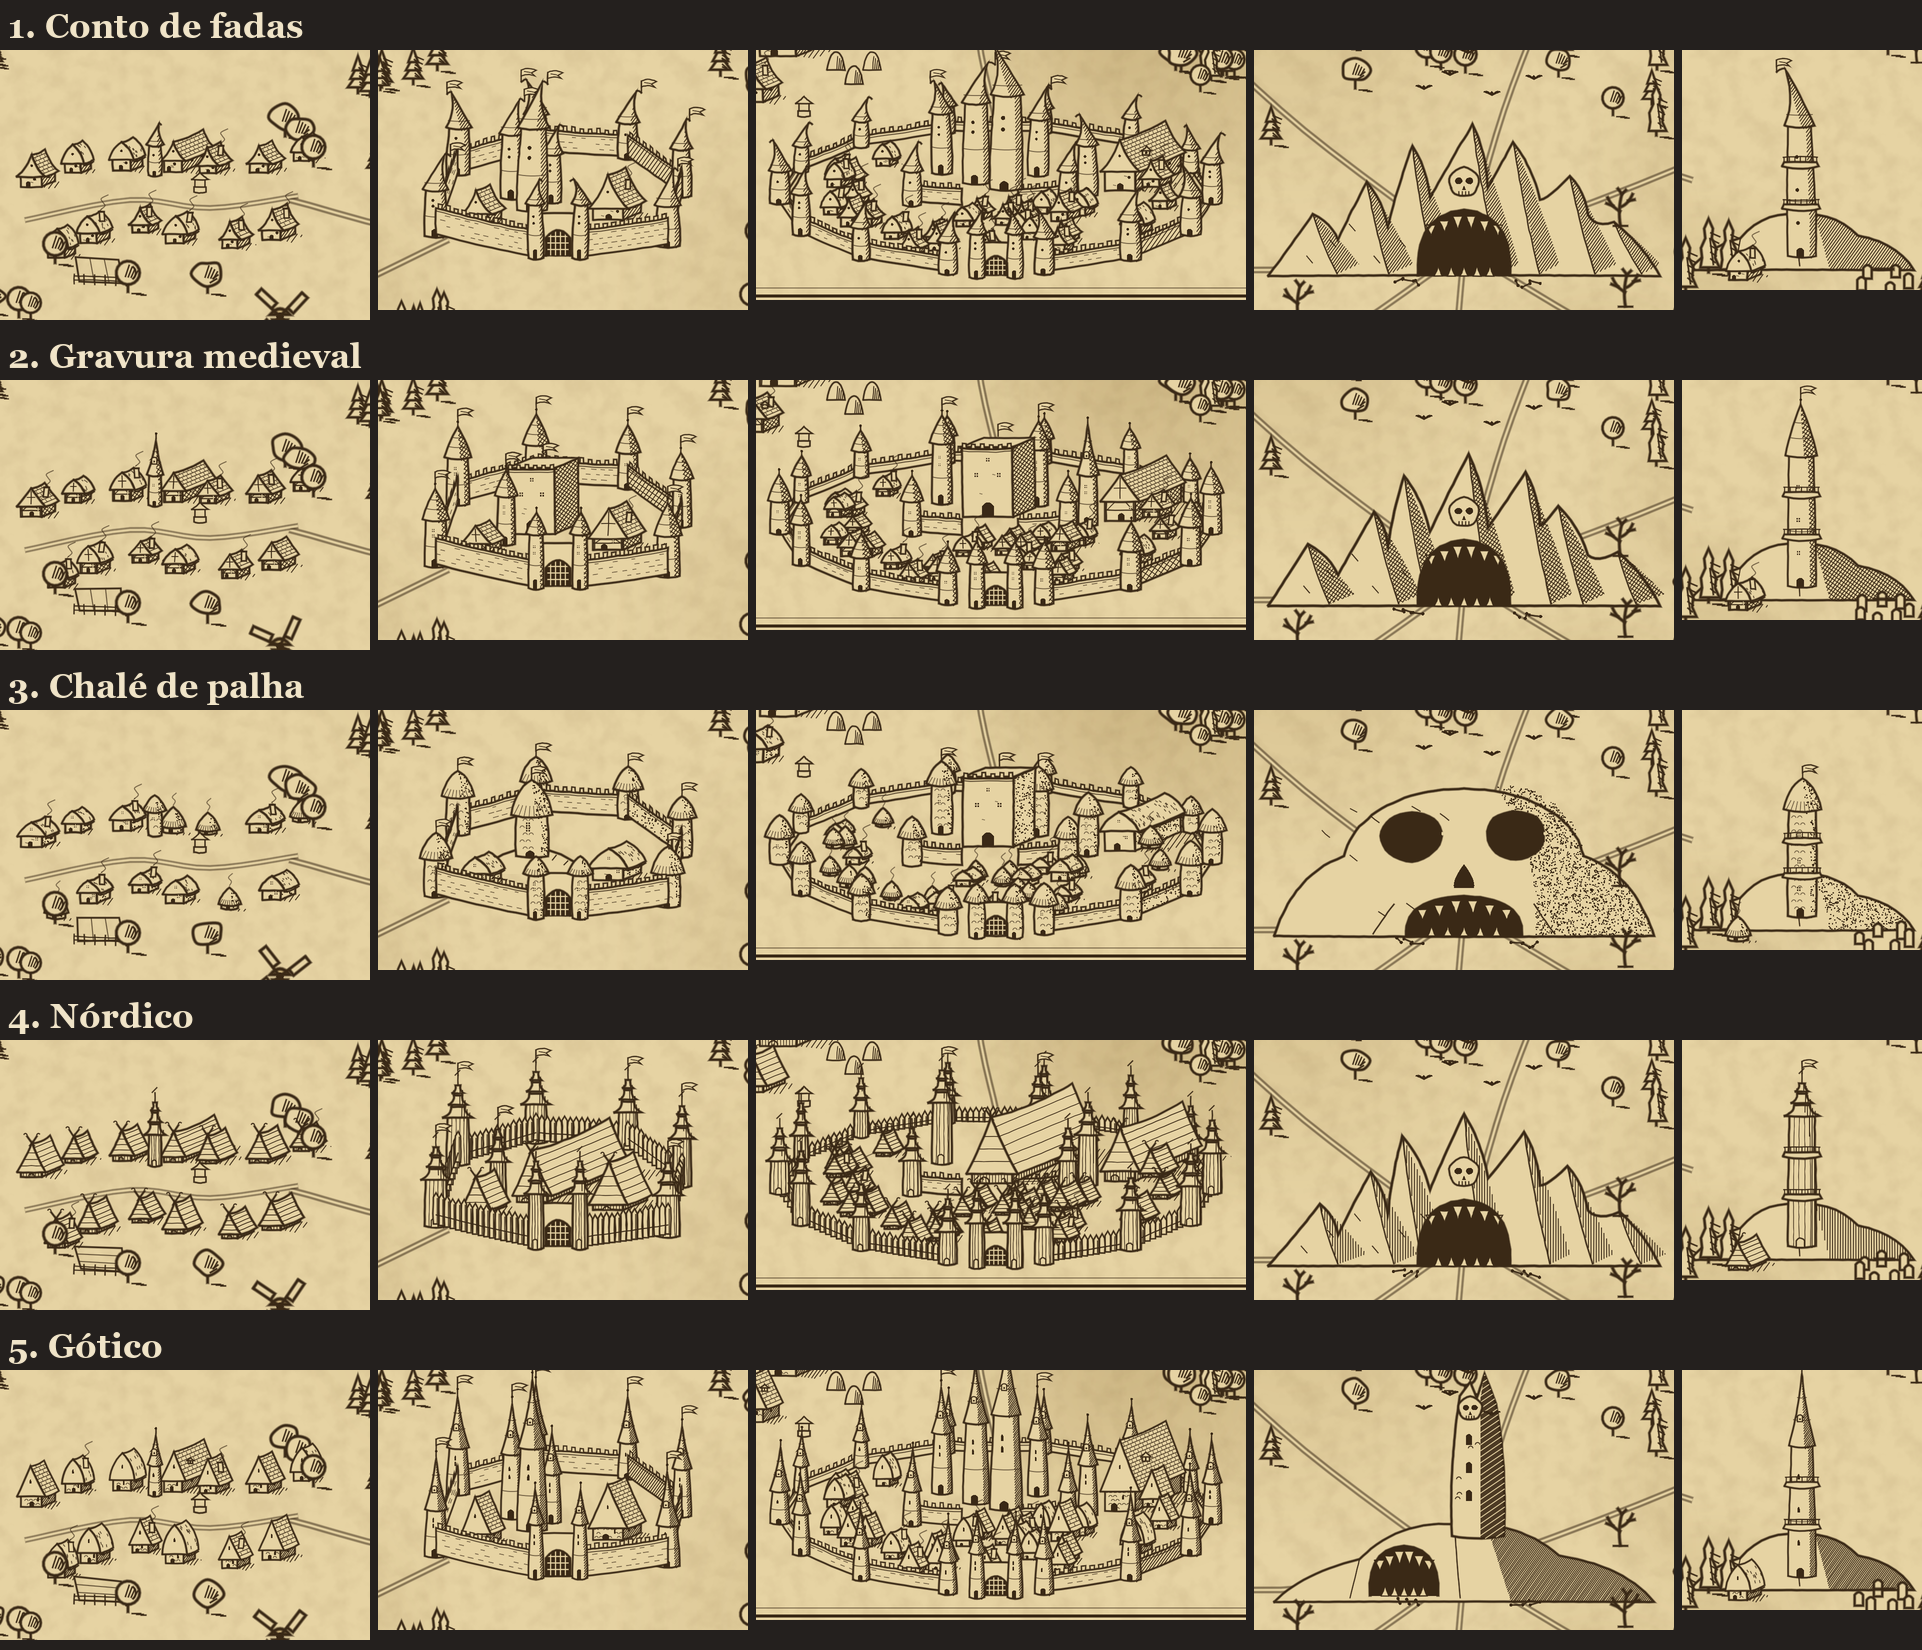 1. Conto de fadas
2. Gravura medieval
3. Chalé de palha
4. Nórdico
5. Gótico